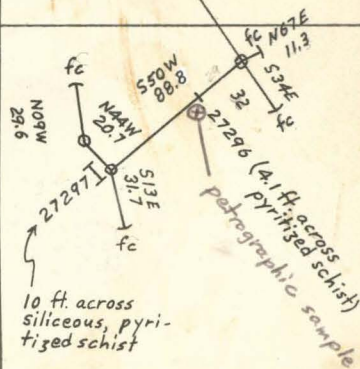 fc N67E
11.3
S34E
fc
32
S50W
88.8
fc
N09W
29.6
N44W
20.7
S13E
31.7
fc
27297
27296 (4.1 ft. across
pyritized schist)
petrographic sample
10 ft. across
siliceous, pyri-
tized schist